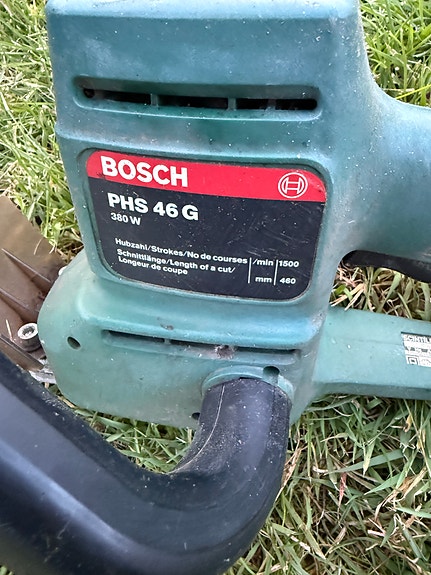 BOSCH
PHS 46 G
380 W
Hubzahl/Strokes/No de courses /min 1500
Schnittlänge/Length of a cut/
Longeur de coupe mm 460